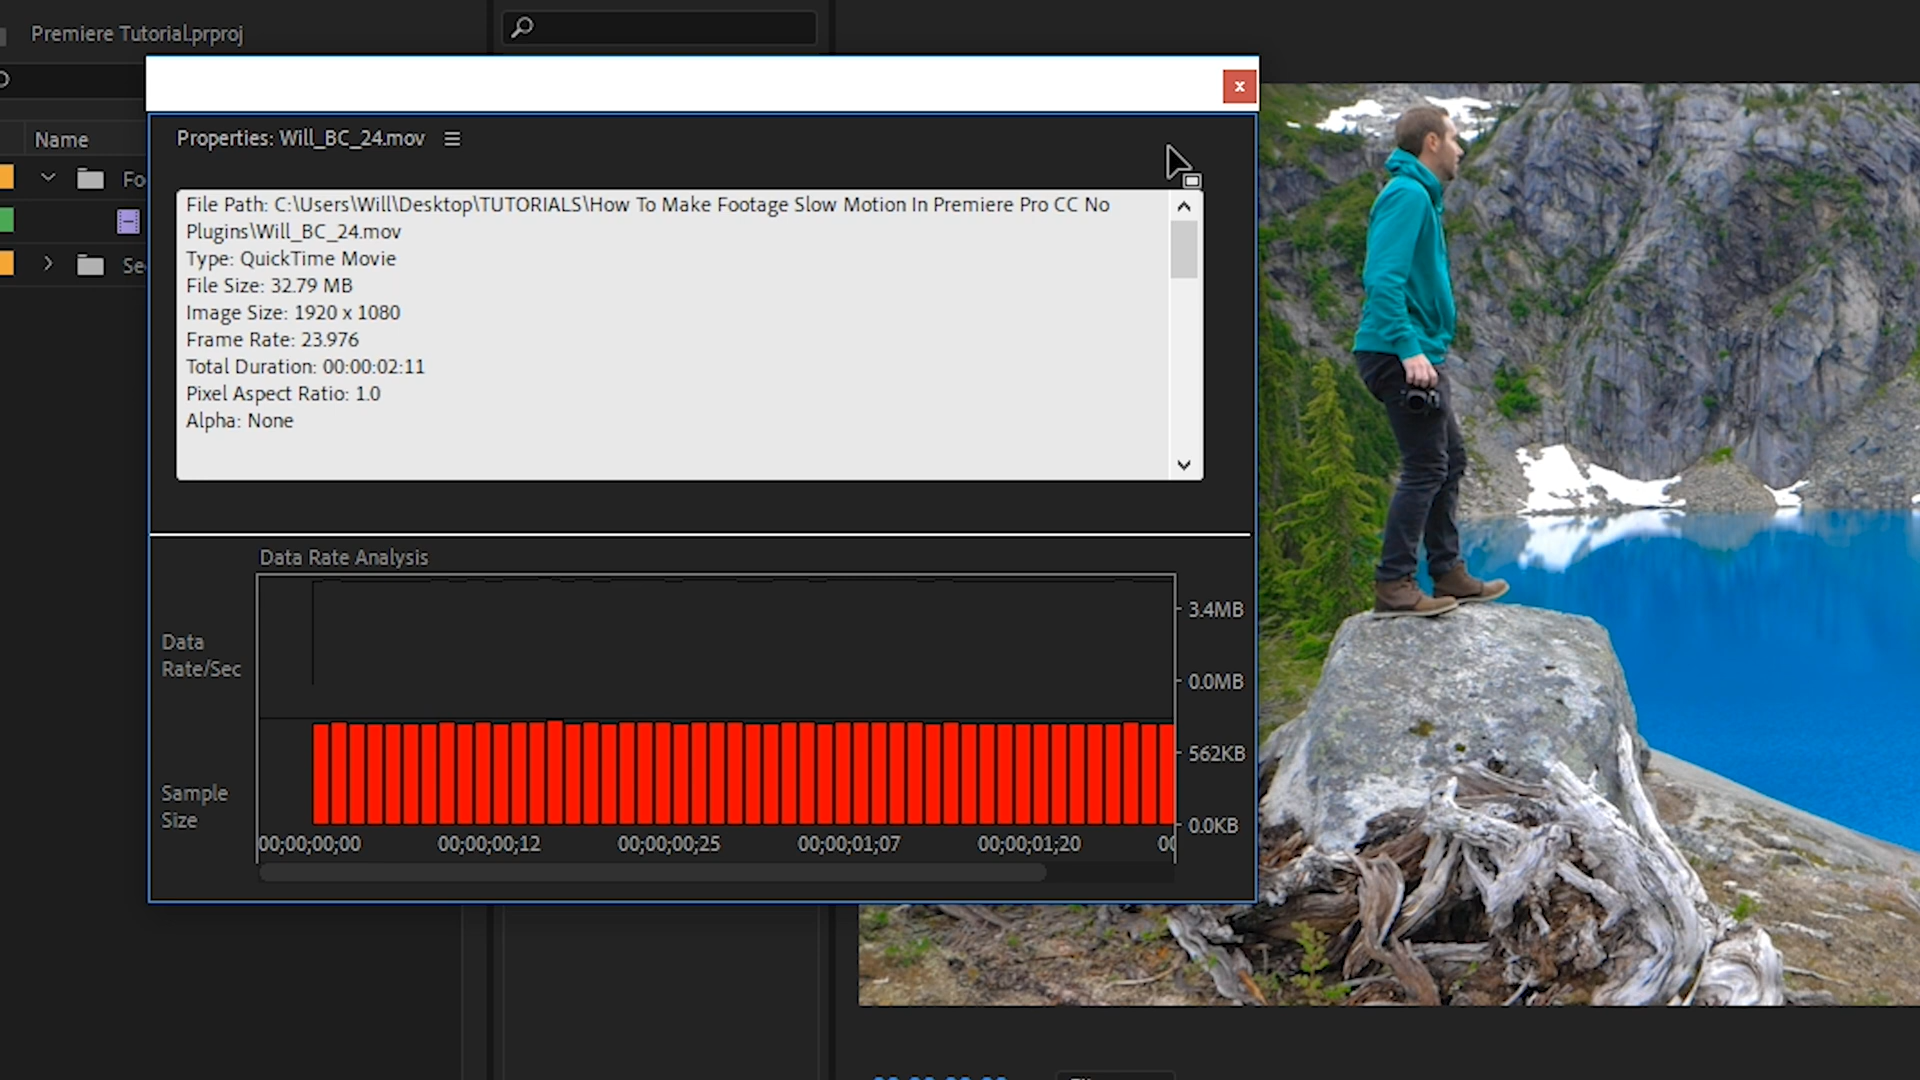 Premiere Tutorial.prproj
Name
Fo
Se
Properties: Will_BC_24.mov
File Path: C:\Users\Will\Desktop\TUTORIALS\How To Make Footage Slow Motion In Premiere Pro CC No
Plugins\Will_BC_24.mov
Type: QuickTime Movie
File Size: 32.79 MB
Image Size: 1920 x 1080
Frame Rate: 23.976
Total Duration: 00:00:02:11
Pixel Aspect Ratio: 1.0
Alpha: None
Data Rate Analysis
Data
Rate/Sec
3.4MB
0.0MB
Sample
Size
562KB
0.0KB
00;00;00;00 00;00;00;12 00;00;00;25 00;00;01;07 00;00;01;20 00